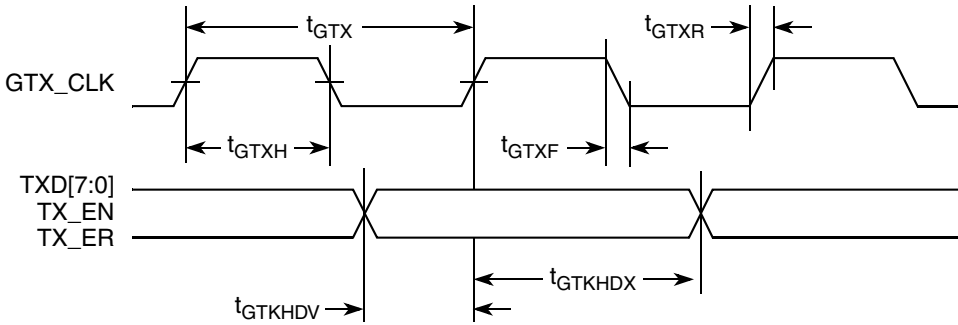 tGTX
tGTXR
GTX_CLK
tGTXH
tGTXF
TXD[7:0]
TX_EN
TX_ER
tGTKHDX
tGTKHDV